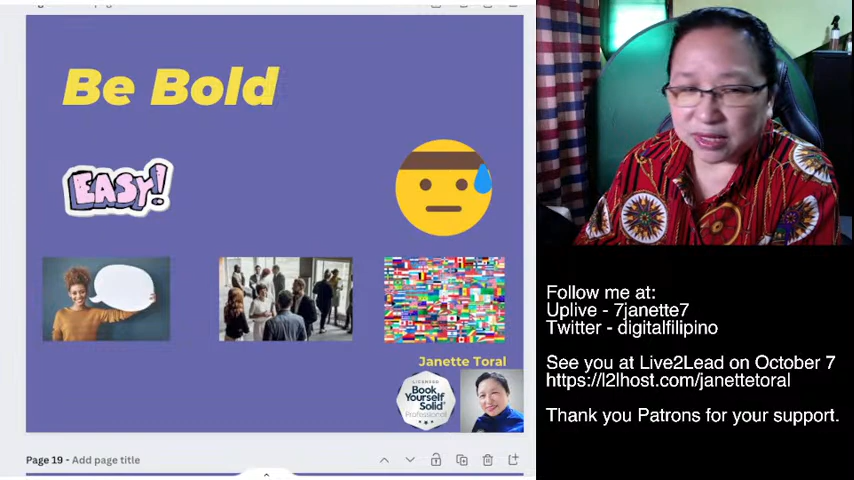 Be Bold
EASY!
Janette Toral
LICENSED
Book
Yourself
Solid
Professional
Page 19 - Add page title
Follow me at:
Uplive - 7janette7
Twitter - digitalfilipino
See you at Live2Lead on October 7
https://l2lhost.com/janettetoral
Thank you Patrons for your support.